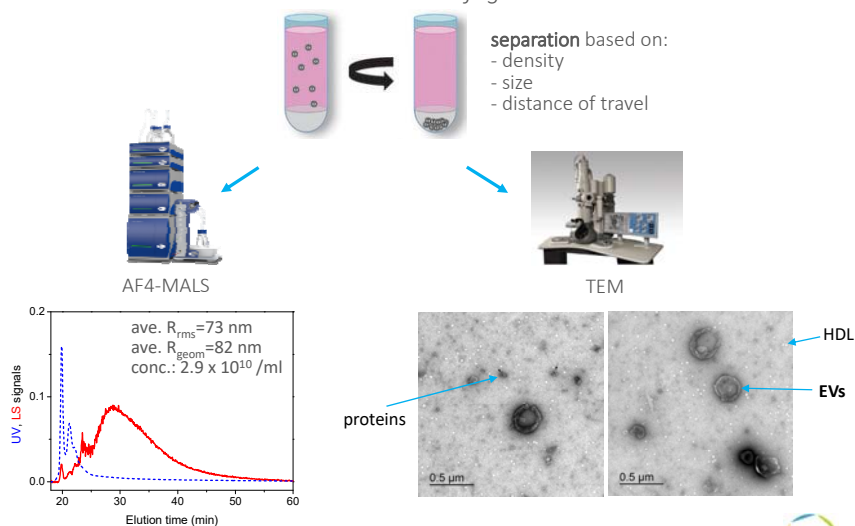 separation based on:
- density
- size
- distance of travel
AF4-MALS
TEM
0.2
0.1
0.0
UV, LS signals
ave. Rrms=73 nm
ave. Rgeom=82 nm
conc.: 2.9 x 10¹⁰ /ml
20
30
40
50
60
Elution time (min)
proteins
0.5 µm
0.5 µm
HDL
EVs